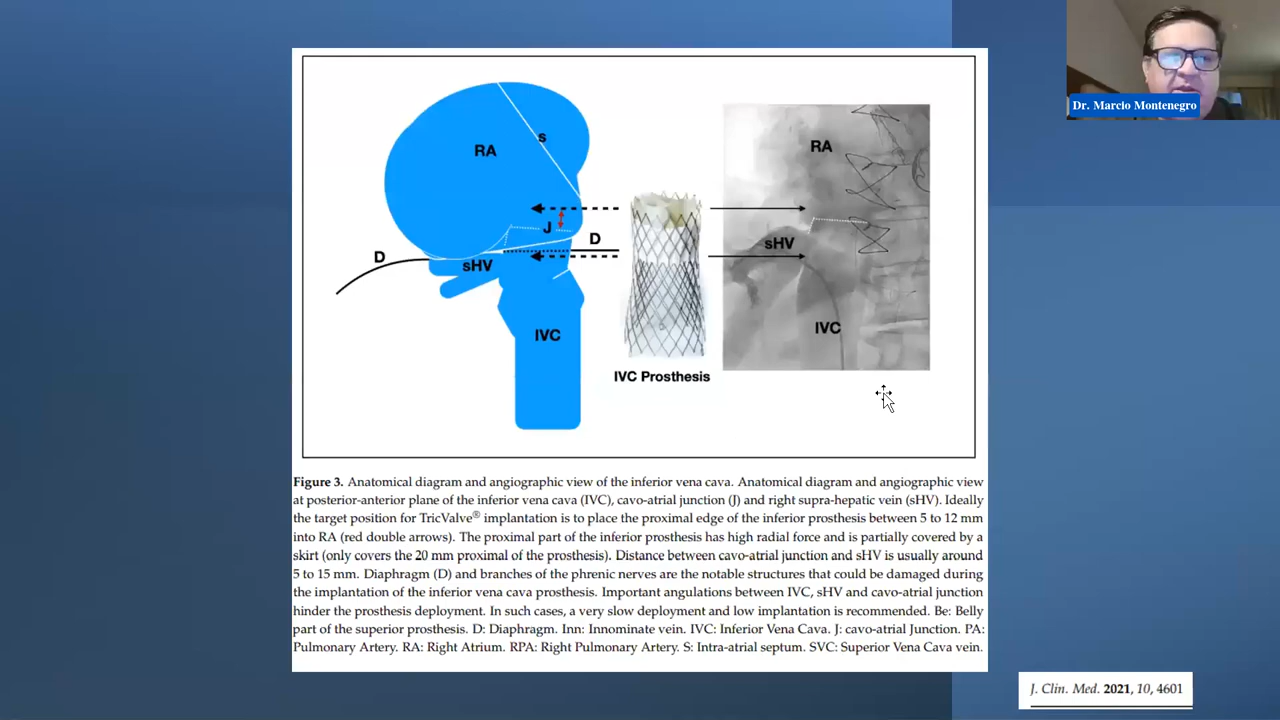 Dr. Marcio Montenegro
RA
s
J
D
D
sHV
IVC
IVC Prosthesis
RA
sHV
IVC
Figure 3. Anatomical diagram and angiographic view of the inferior vena cava. Anatomical diagram and angiographic view
at posterior-anterior plane of the inferior vena cava (IVC), cavo-atrial junction (J) and right supra-hepatic vein (sHV). Ideally
the target position for TricValve® implantation is to place the proximal edge of the inferior prosthesis between 5 to 12 mm
into RA (red double arrows). The proximal part of the inferior prosthesis has high radial force and is partially covered by a
skirt (only covers the 20 mm proximal of the prosthesis). Distance between cavo-atrial junction and sHV is usually around
5 to 15 mm. Diaphragm (D) and branches of the phrenic nerves are the notable structures that could be damaged during
the implantation of the inferior vena cava prosthesis. Important angulations between IVC, sHV and cavo-atrial junction
hinder the prosthesis deployment. In such cases, a very slow deployment and low implantation is recommended. Be: Belly
part of the superior prosthesis. D: Diaphragm. Inn: Innominate vein. IVC: Inferior Vena Cava. J: cavo-atrial Junction. PA:
Pulmonary Artery. RA: Right Atrium. RPA: Right Pulmonary Artery. S: Intra-atrial septum. SVC: Superior Vena Cava vein.
J. Clin. Med. 2021, 10, 4601